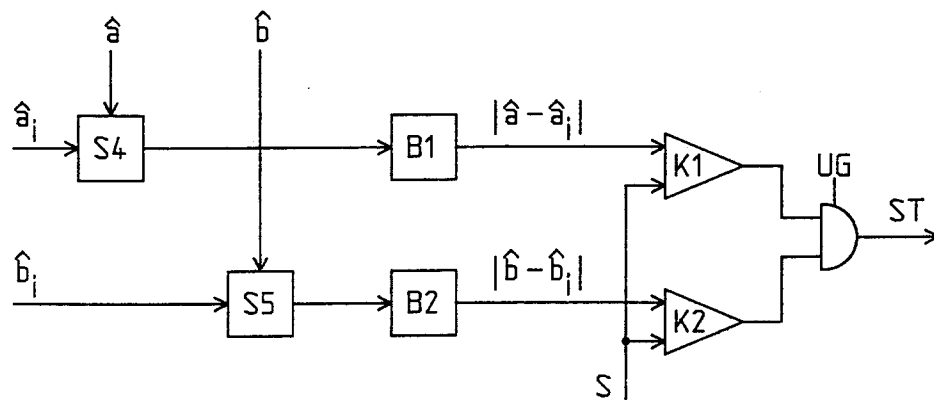 â b̂
âᵢ S4 B1 |â-âᵢ| K1 UG ST
b̂ᵢ S5 B2 |b̂-b̂ᵢ| K2
S